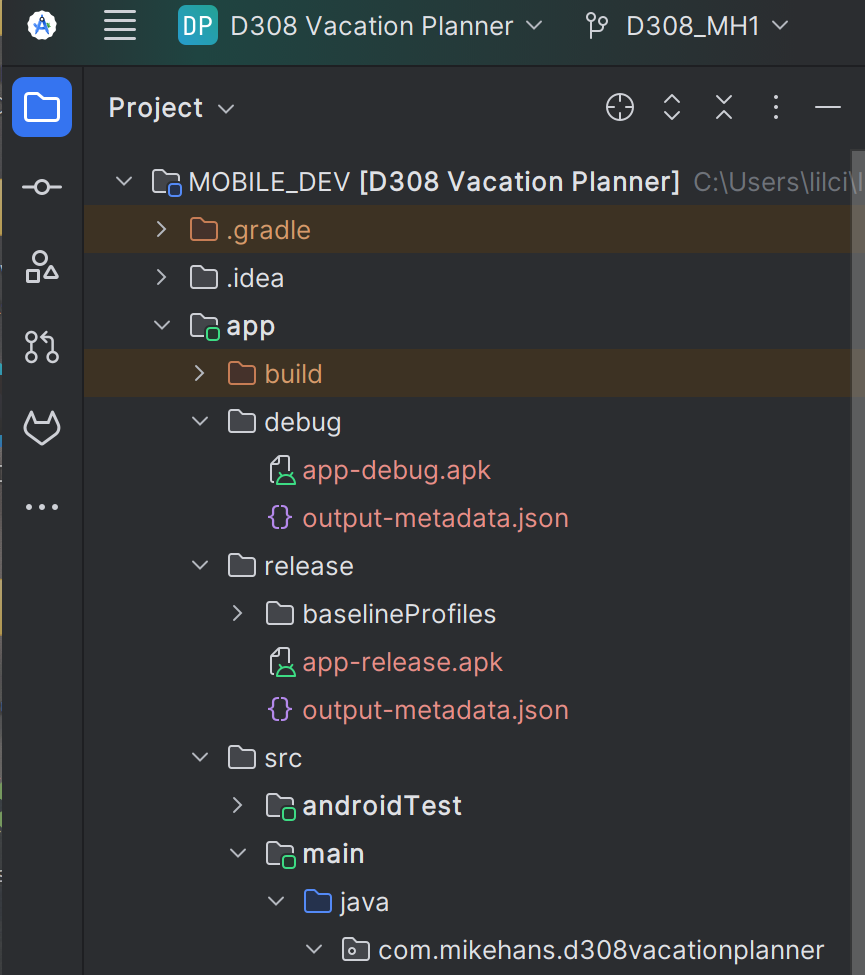 DP D308 Vacation Planner D308_MH1
Project
MOBILE_DEV [D308 Vacation Planner] C:\Users\lilci\
.gradle
.idea
app
build
debug
app-debug.apk
output-metadata.json
release
baselineProfiles
app-release.apk
output-metadata.json
src
androidTest
main
java
com.mikehans.d308vacationplanner